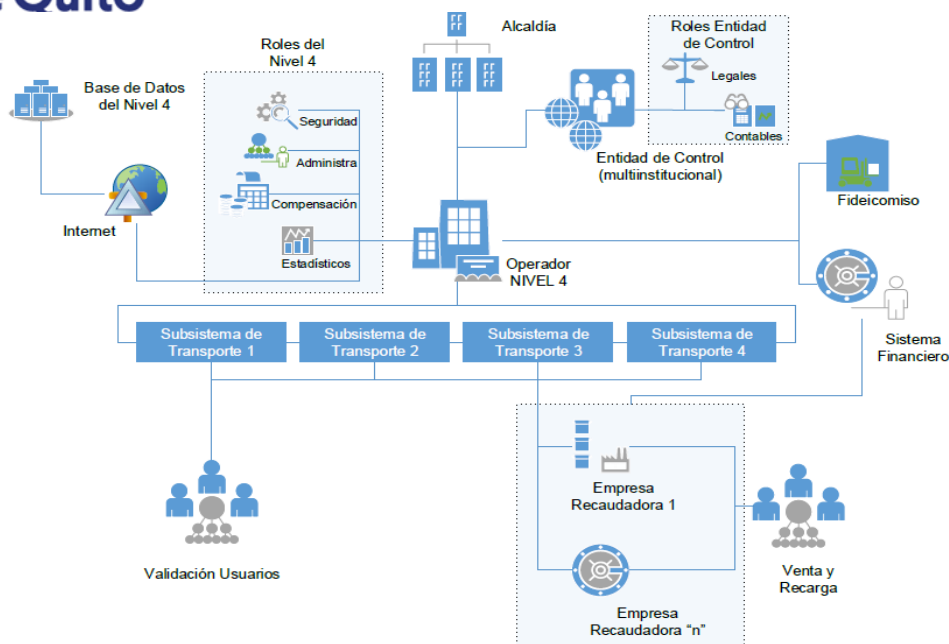 Quito
Alcaldía
Roles del
Nivel 4
Roles Entidad
de Control
Legales
Contables
Base de Datos
del Nivel 4
Seguridad
Administra
Compensación
Estadísticos
Internet
Entidad de Control
(multiinstitucional)
Fideicomiso
Operador
NIVEL 4
Sistema
Financiero
Subsistema de
Transporte 1
Subsistema de
Transporte 2
Subsistema de
Transporte 3
Subsistema de
Transporte 4
Empresa
Recaudadora 1
Validación Usuarios
Venta y
Recarga
Empresa
Recaudadora “n”